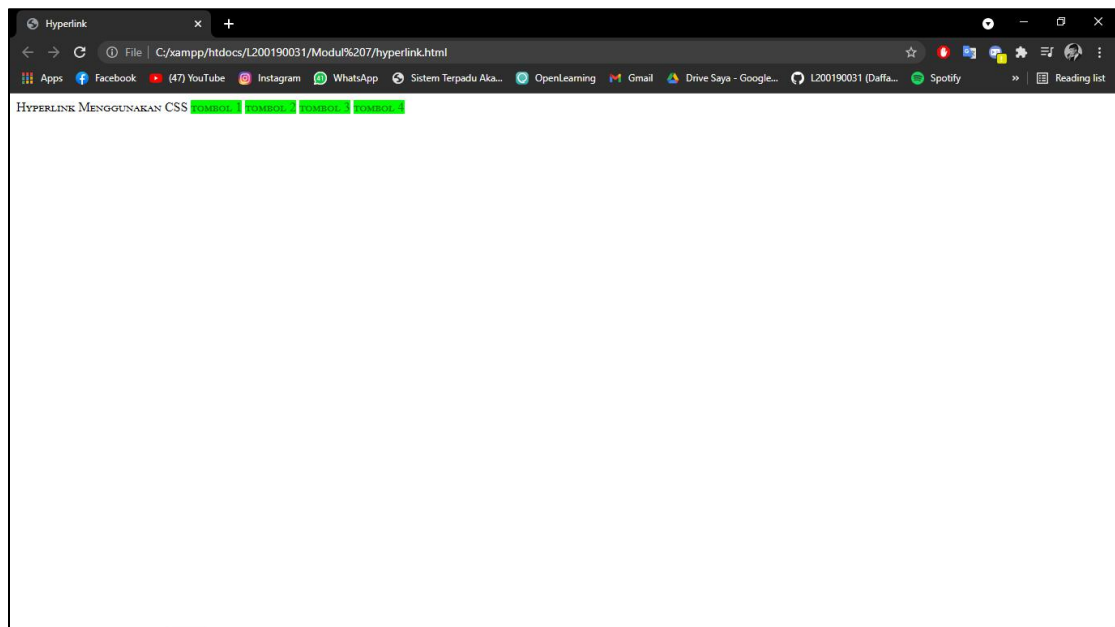 Hyperlink
File | C:/xampp/htdocs/L200190031/Modul%207/hyperlink.html
Apps Facebook (47) YouTube Instagram WhatsApp Sistem Terpadu Aka... OpenLearning Gmail Drive Saya - Google... L200190031 (Daffa... Spotify » Reading list
Hyperlink Menggunakan CSS tombol 1 tombol 2 tombol 3 tombol 4